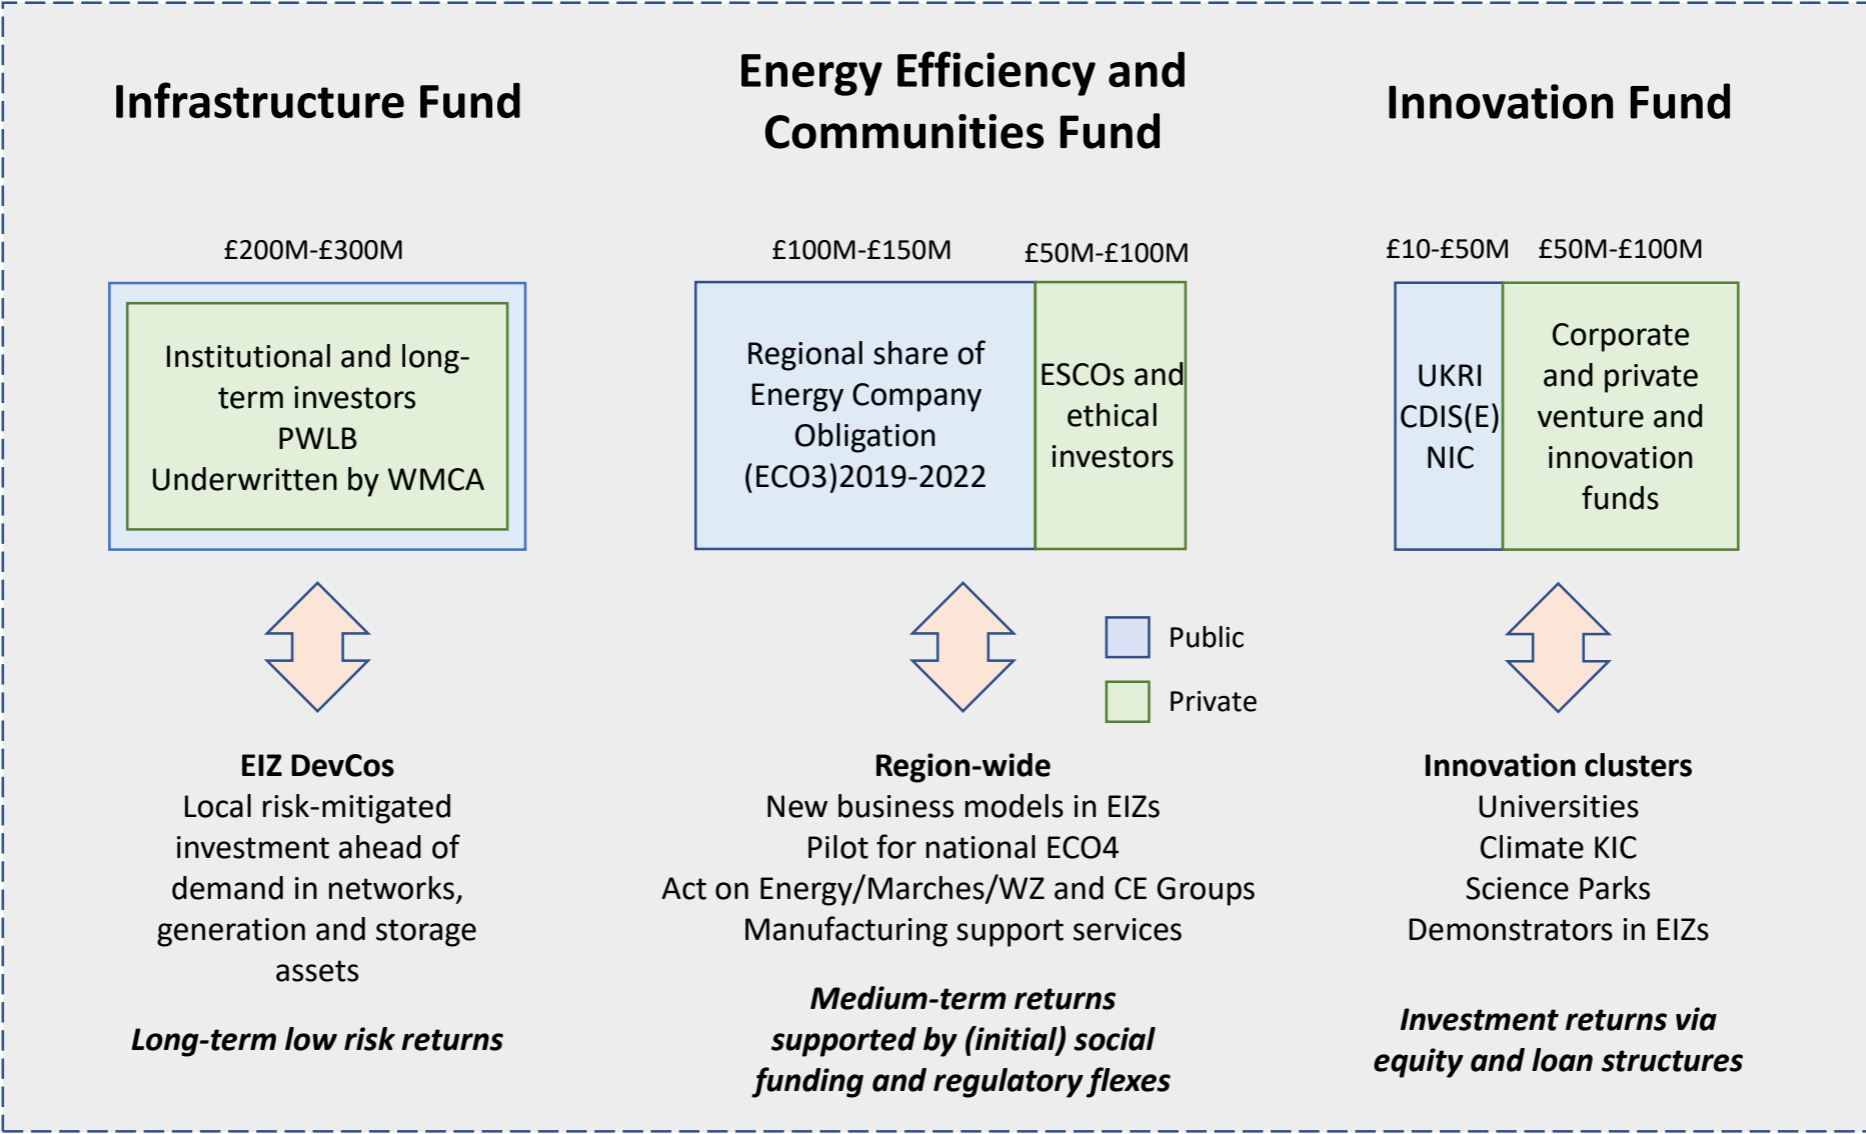 Infrastructure Fund
£200M-£300M
Institutional and long-
term investors
PWLB
Underwritten by WMCA
EIZ DevCos
Local risk-mitigated
investment ahead of
demand in networks,
generation and storage
assets
Long-term low risk returns
Energy Efficiency and
Communities Fund
£100M-£150M
£50M-£100M
Regional share of
Energy Company
Obligation
(ECO3)2019-2022
ESCOs and
ethical
investors
Public
Private
Region-wide
New business models in EIZs
Pilot for national ECO4
Act on Energy/Marches/WZ and CE Groups
Manufacturing support services
Medium-term returns
supported by (initial) social
funding and regulatory flexes
Innovation Fund
£10-£50M
£50M-£100M
UKRI
CDIS(E)
NIC
Corporate
and private
venture and
innovation
funds
Innovation clusters
Universities
Climate KIC
Science Parks
Demonstrators in EIZs
Investment returns via
equity and loan structures